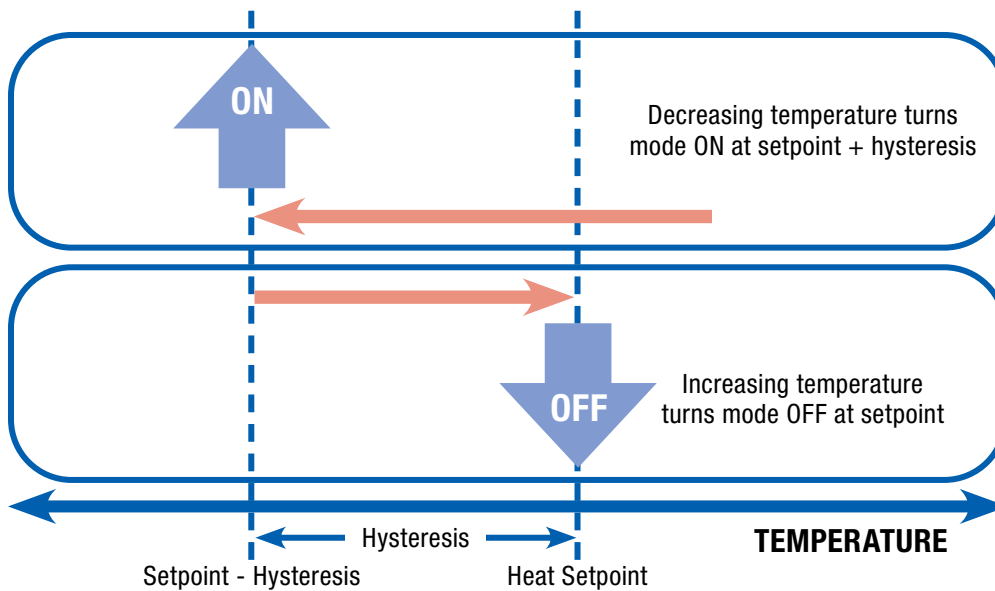 ON
Decreasing temperature turns
mode ON at setpoint + hysteresis
OFF
Increasing temperature
turns mode OFF at setpoint
Hysteresis
TEMPERATURE
Setpoint - Hysteresis
Heat Setpoint